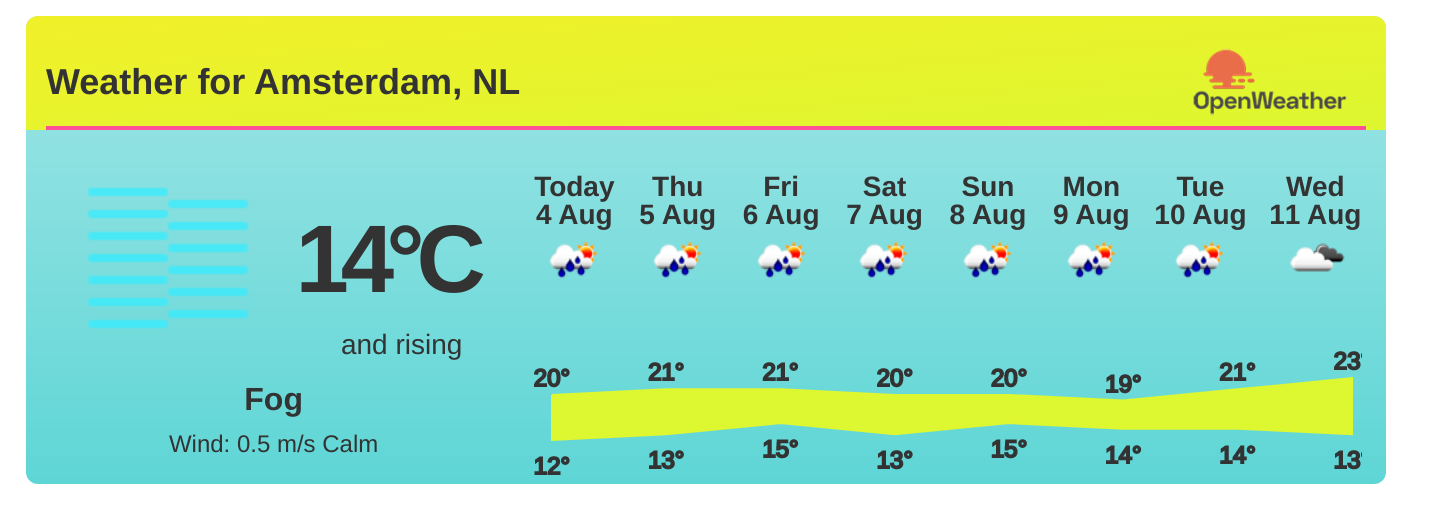 Weather for Amsterdam, NL
OpenWeather
14°C
and rising
Fog
Wind: 0.5 m/s Calm
Today Thu Fri Sat Sun Mon Tue Wed
4 Aug 5 Aug 6 Aug 7 Aug 8 Aug 9 Aug 10 Aug 11 Aug
20° 21° 21° 20° 20° 19° 21° 23°
12° 13° 15° 13° 15° 14° 14° 13